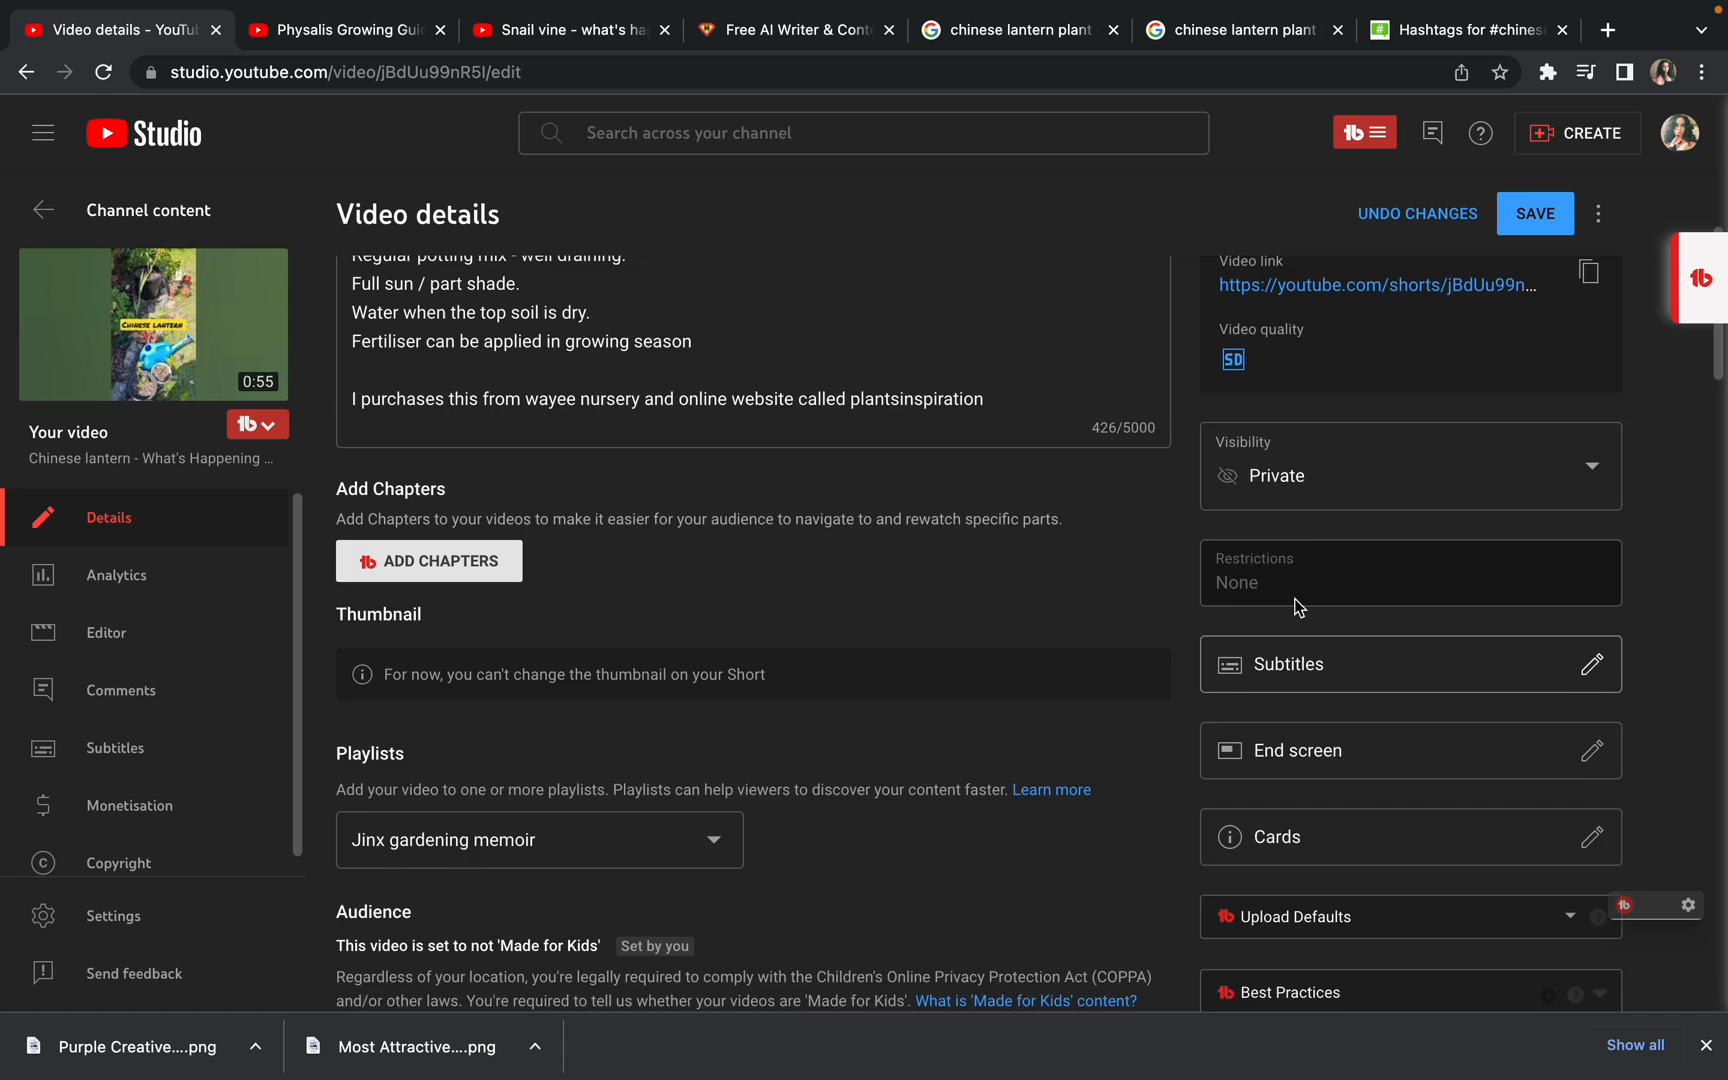 Video details - YouTu
Physalis Growing Gui
Snail vine - what's ha
Free AI Writer & Cont
chinese lantern plant
chinese lantern plant
Hashtags for #chines
studio.youtube.com/video/jBdUu99nR5I/edit
Studio
Search across your channel
CREATE
Channel content
Video details
UNDO CHANGES
SAVE
Regular potting mix - well draining.
Full sun / part shade.
Water when the top soil is dry.
Fertiliser can be applied in growing season
I purchases this from wayee nursery and online website called plantsinspiration
426/5000
CHINESE LANTERN
0:55
Your video
Chinese lantern - What's Happening ...
Details
Analytics
Editor
Comments
Subtitles
Monetisation
Copyright
Settings
Send feedback
Add Chapters
Add Chapters to your videos to make it easier for your audience to navigate to and rewatch specific parts.
ADD CHAPTERS
Thumbnail
For now, you can't change the thumbnail on your Short
Playlists
Add your video to one or more playlists. Playlists can help viewers to discover your content faster. Learn more
Jinx gardening memoir
Audience
This video is set to not 'Made for Kids' Set by you
Regardless of your location, you're legally required to comply with the Children's Online Privacy Protection Act (COPPA)
and/or other laws. You're required to tell us whether your videos are 'Made for Kids'. What is 'Made for Kids' content?
Video link
https://youtube.com/shorts/jBdUu99n...
Video quality
SD
Visibility
Private
Restrictions
None
Subtitles
End screen
Cards
Upload Defaults
Best Practices
Purple Creative....png
Most Attractive....png
Show all